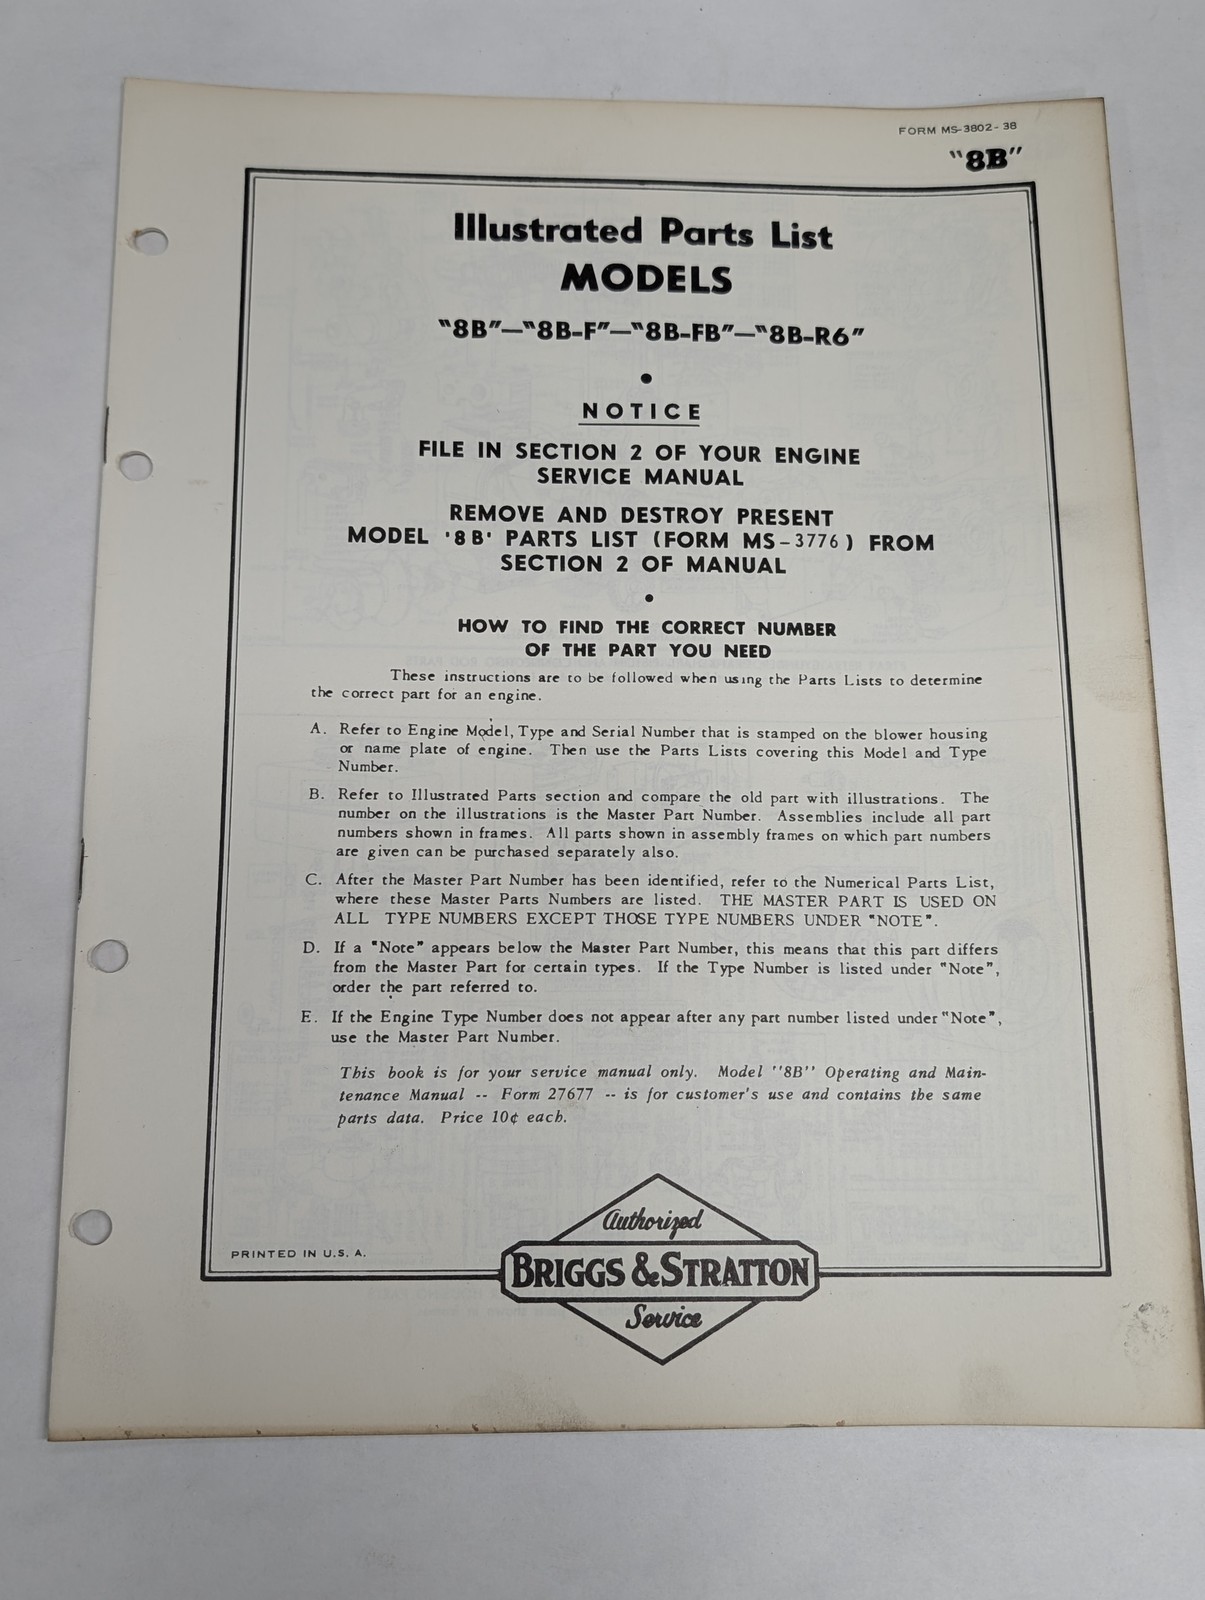 FORM MS-3802-38
"8B"
Illustrated Parts List
MODELS
"8B"—"8B-F"—"8B-FB"—"8B-R6"
•
NOTICE
FILE IN SECTION 2 OF YOUR ENGINE
SERVICE MANUAL
REMOVE AND DESTROY PRESENT
MODEL '8B' PARTS LIST (FORM MS-3776) FROM
SECTION 2 OF MANUAL
•
HOW TO FIND THE CORRECT NUMBER
OF THE PART YOU NEED
These instructions are to be followed when using the Parts Lists to determine
the correct part for an engine.
A. Refer to Engine Model, Type and Serial Number that is stamped on the blower housing
or name plate of engine. Then use the Parts Lists covering this Model and Type
Number.
B. Refer to Illustrated Parts section and compare the old part with illustrations. The
number on the illustrations is the Master Part Number. Assemblies include all part
numbers shown in frames. All parts shown in assembly frames on which part numbers
are given can be purchased separately also.
C. After the Master Part Number has been identified, refer to the Numerical Parts List,
where these Master Parts Numbers are listed. THE MASTER PART IS USED ON
ALL TYPE NUMBERS EXCEPT THOSE TYPE NUMBERS UNDER "NOTE".
D. If a "Note" appears below the Master Part Number, this means that this part differs
from the Master Part for certain types. If the Type Number is listed under "Note",
order the part referred to.
E. If the Engine Type Number does not appear after any part number listed under "Note",
use the Master Part Number.
This book is for your service manual only. Model "8B" Operating and Main-
tenance Manual -- Form 27677 -- is for customer's use and contains the same
parts data. Price 10¢ each.
PRINTED IN U.S.A.
Authorized
BRIGGS & STRATTON
Service